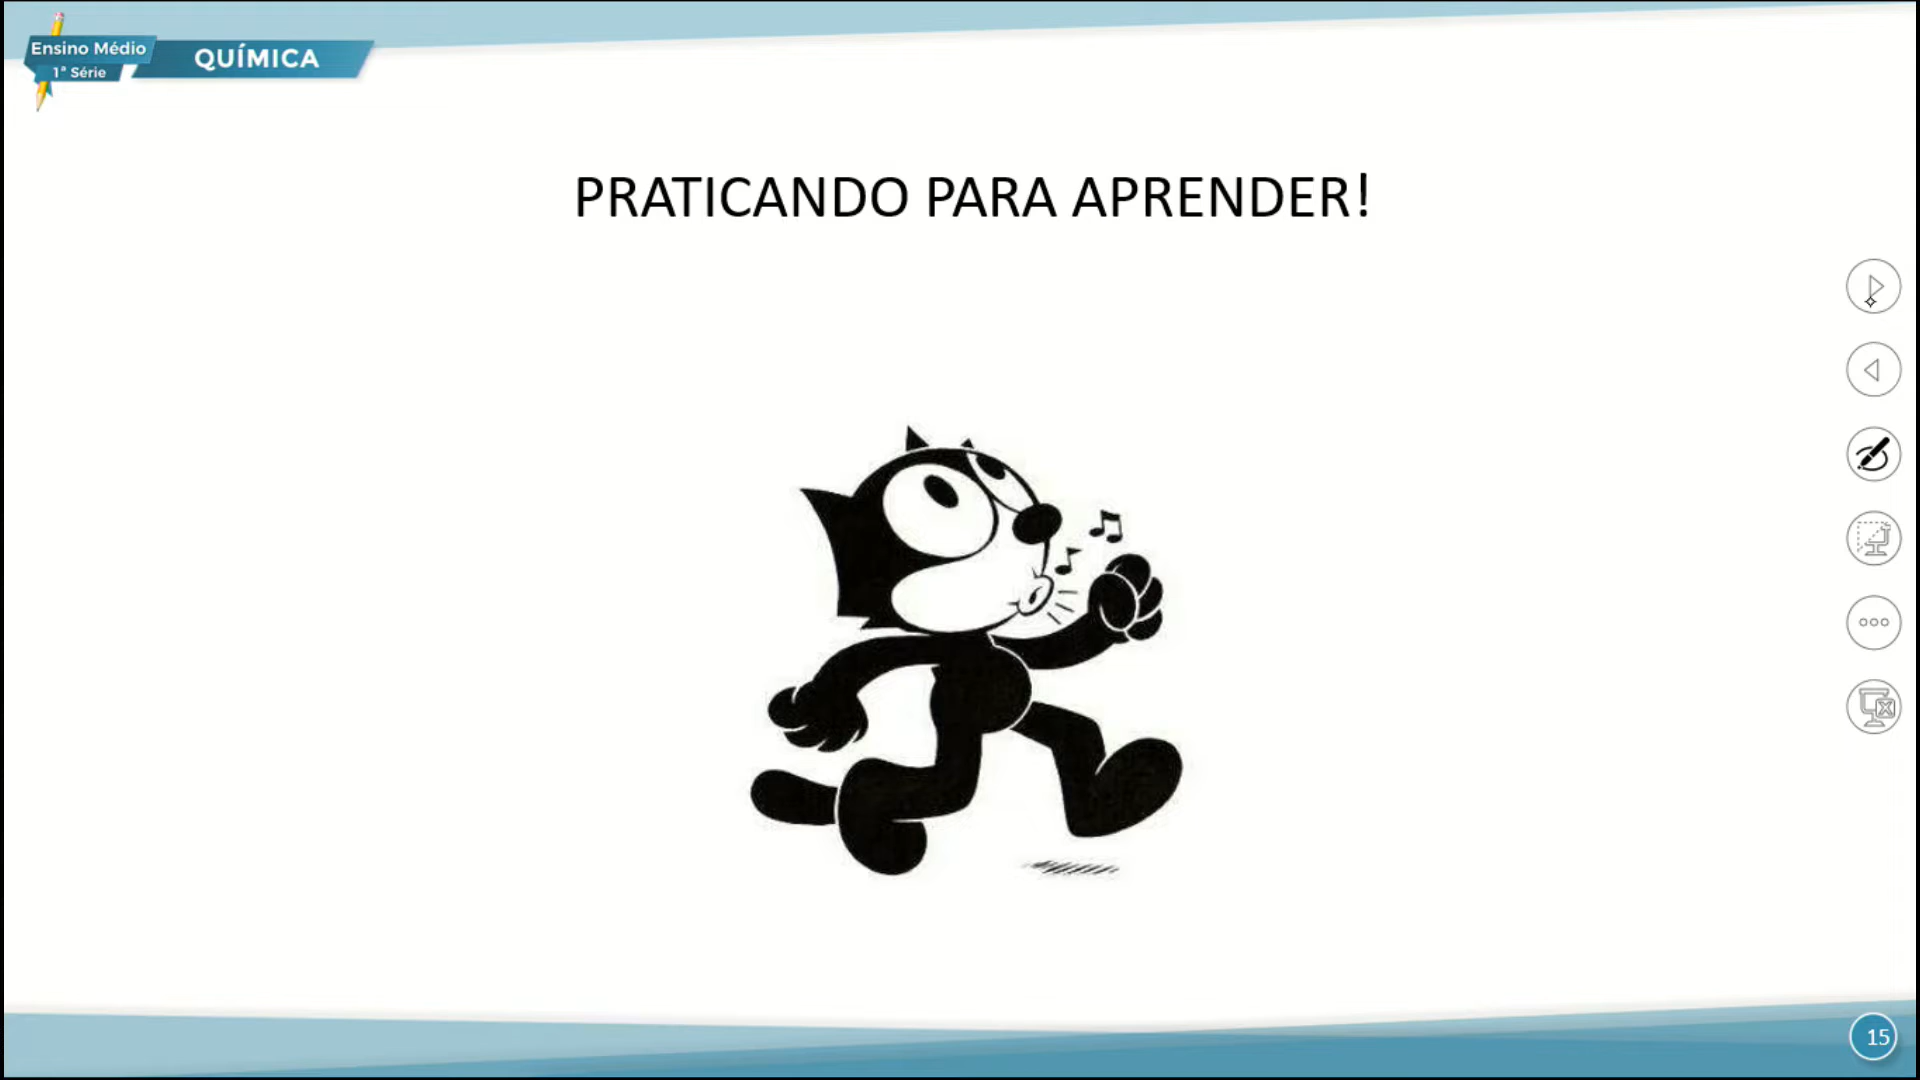 Ensino Médio
1ª Série
QUÍMICA
PRATICANDO PARA APRENDER!
15